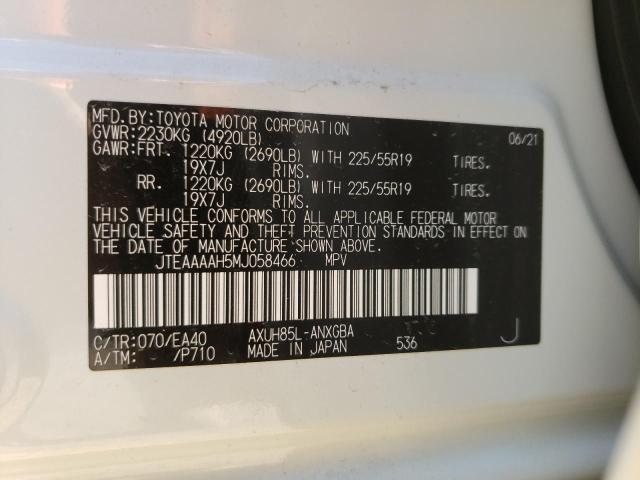 MFD.BY:TOYOTA MOTOR CORPORATION 06/21
GVWR:2230KG (4920LB)
GAWR:FRT. 1220KG (2690LB) WITH 225/55R19 TIRES.
19X7J RIMS.
RR. 1220KG (2690LB) WITH 225/55R19 TIRES.
19X7J RIMS.
THIS VEHICLE CONFORMS TO ALL APPLICABLE FEDERAL MOTOR
VEHICLE SAFETY AND THEFT PREVENTION STANDARDS IN EFFECT ON
THE DATE OF MANUFACTURE SHOWN ABOVE.
JTEAAAAH5MJ058466 MPV
C/TR:070/EA40 AXUH85L-ANXGBA
A/TM: /P710 MADE IN JAPAN 536 J